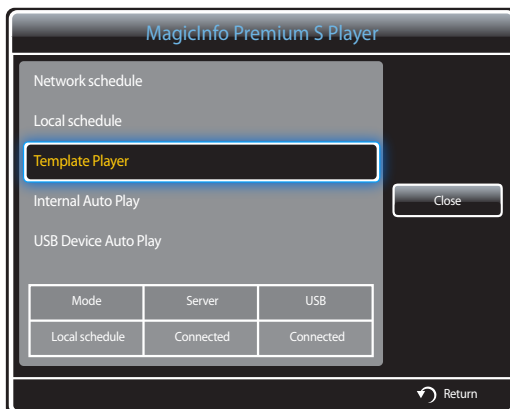 MagicInfo Premium S Player
Network schedule
Local schedule
Template Player
Internal Auto Play
Close
USB Device Auto Play
Mode Server USB
Local schedule Connected Connected
Return